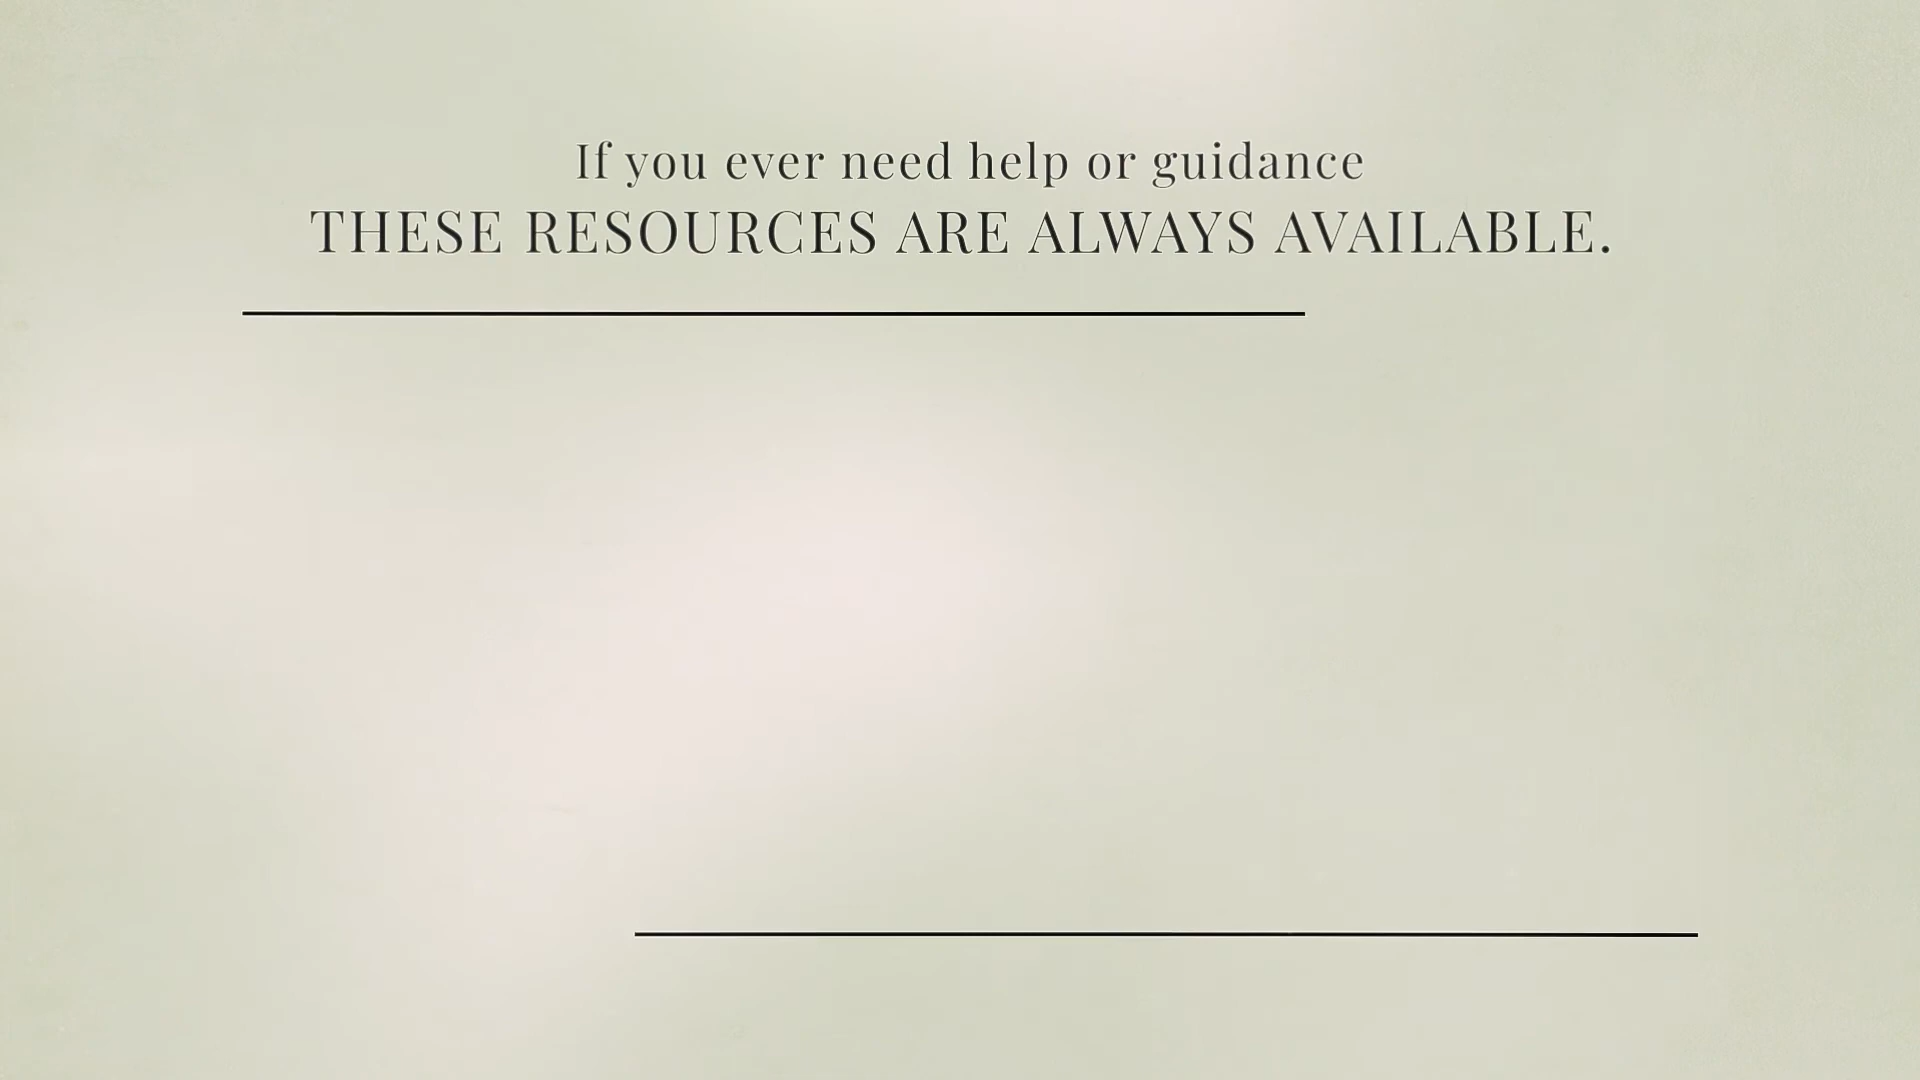 If you ever need help or guidance
THESE RESOURCES ARE ALWAYS AVAILABLE.